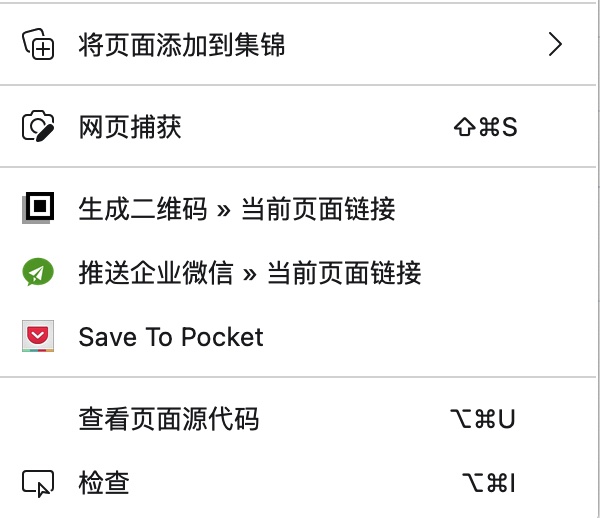 将页面添加到集锦
网页捕获 ⇧⌘S
生成二维码 » 当前页面链接
推送企业微信 » 当前页面链接
Save To Pocket
查看页面源代码 ⌥⌘U
检查 ⌥⌘I